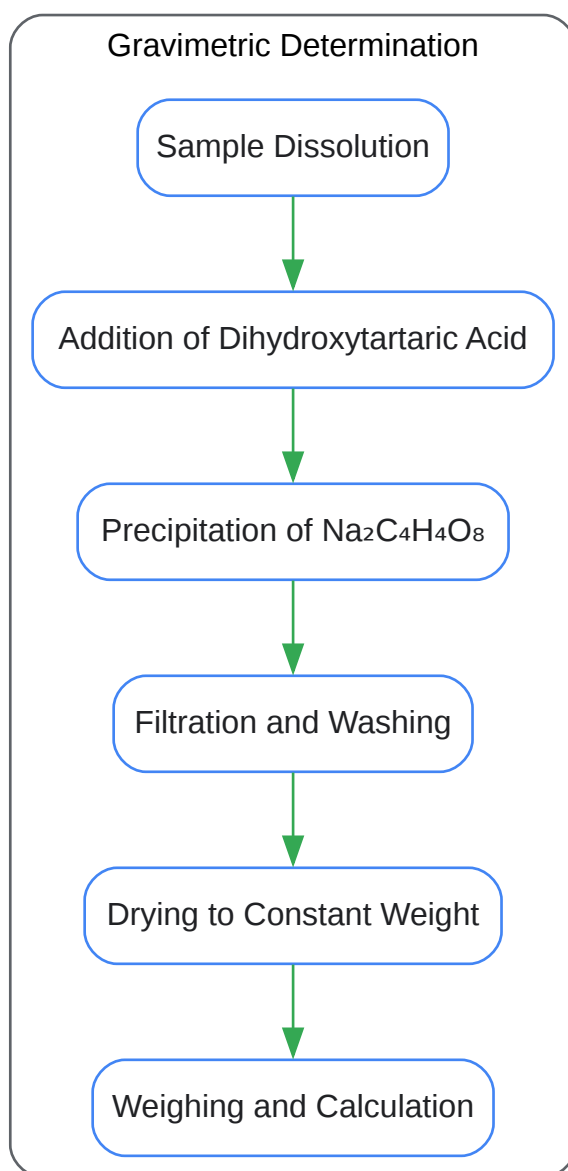 Gravimetric Determination
Sample Dissolution
Addition of Dihydroxytartaric Acid
Precipitation of Na₂C₄H₄O₈
Filtration and Washing
Drying to Constant Weight
Weighing and Calculation